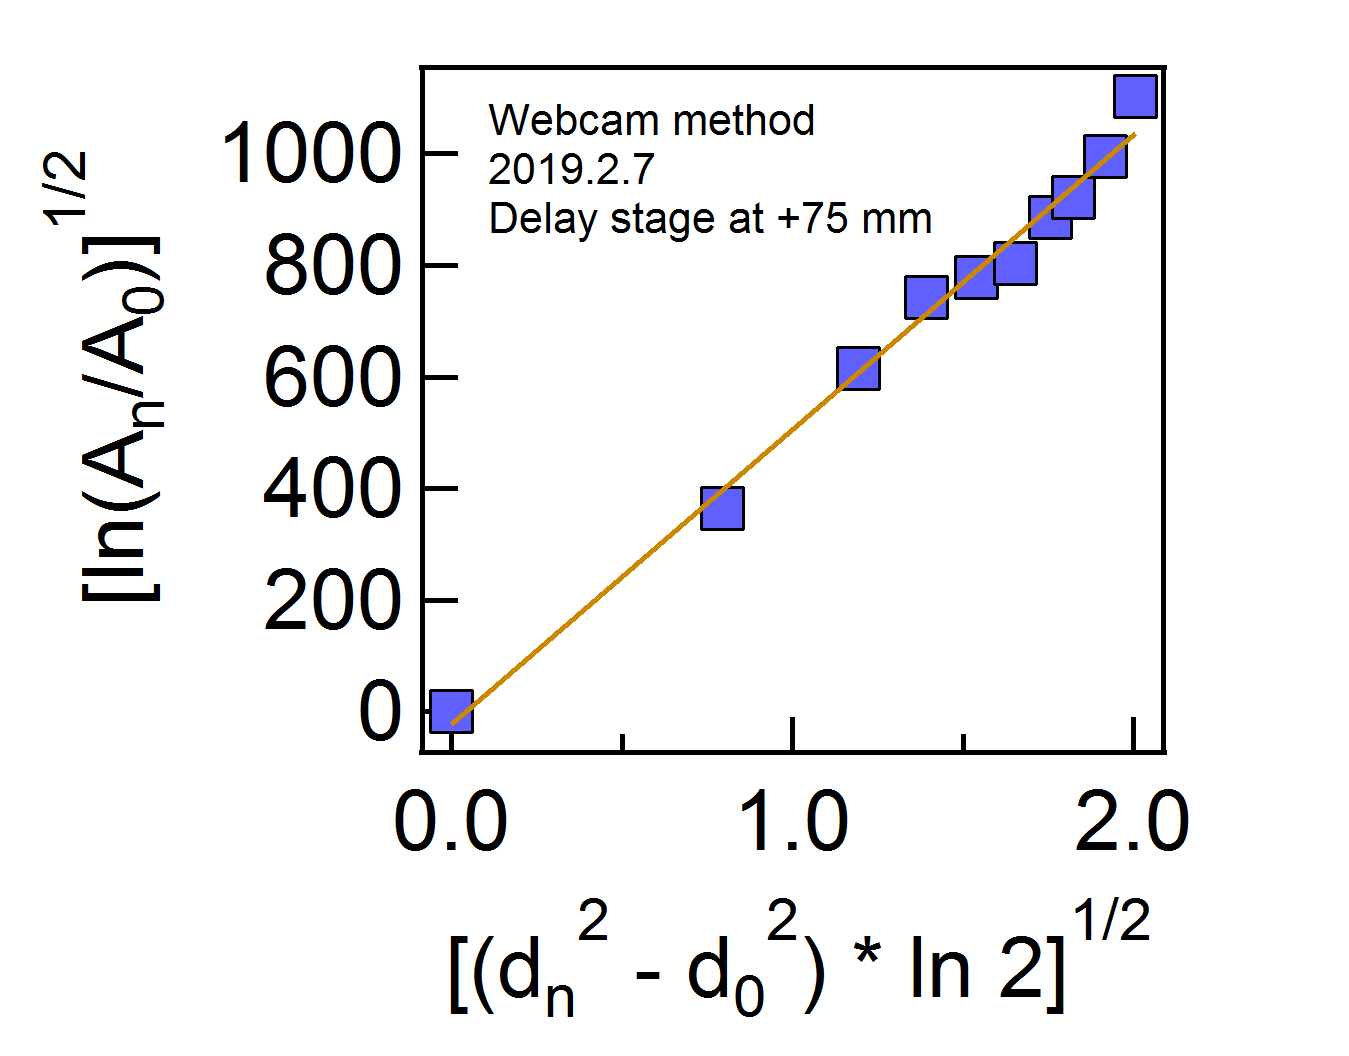 Webcam method
2019.2.7
Delay stage at +75 mm
[ln(Aₙ/A₀)]^1/2
1000
800
600
400
200
0
0.0 1.0 2.0
[(dₙ² - d₀²) * ln 2]^1/2